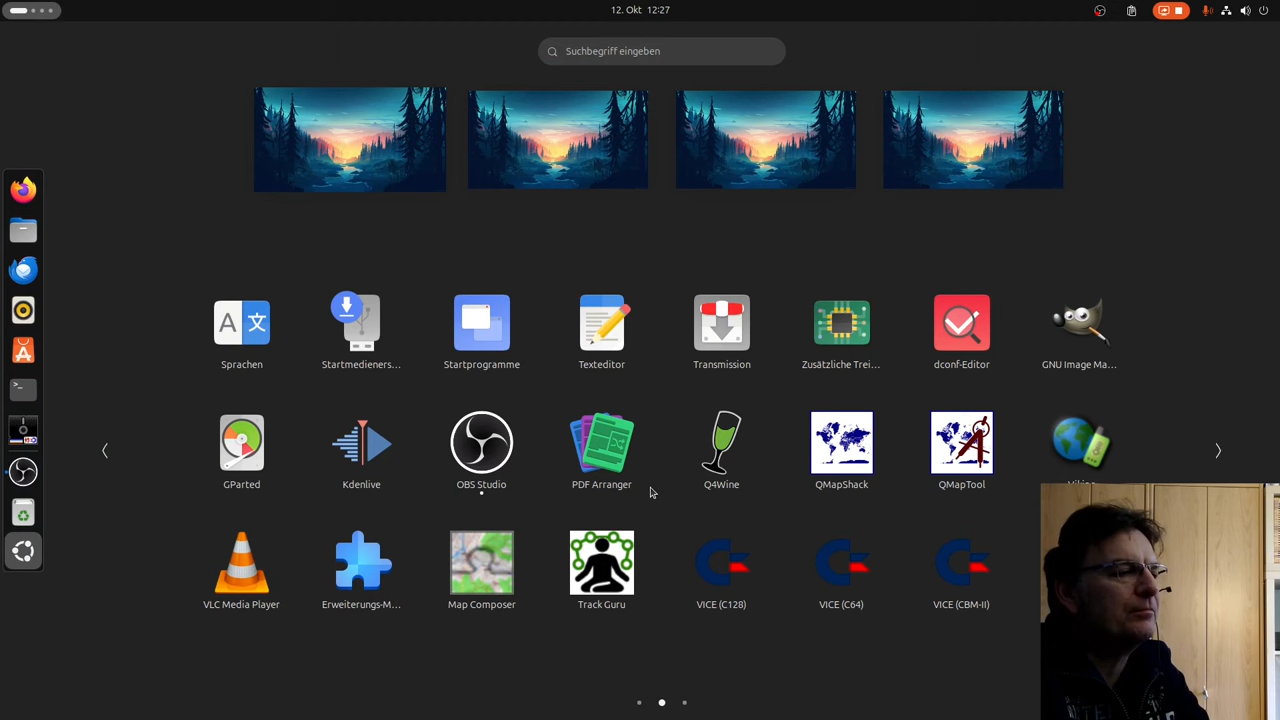 12. Okt 12:27
Suchbegriff eingeben
Sprachen
Startmedieners...
Startprogramme
Texteditor
Transmission
Zusätzliche Trei...
dconf-Editor
GNU Image Ma...
GParted
Kdenlive
OBS Studio
PDF Arranger
Q4Wine
QMapShack
QMapTool
VLC Media Player
Erweiterungs-M...
Map Composer
Track Guru
VICE (C128)
VICE (C64)
VICE (CBM-II)